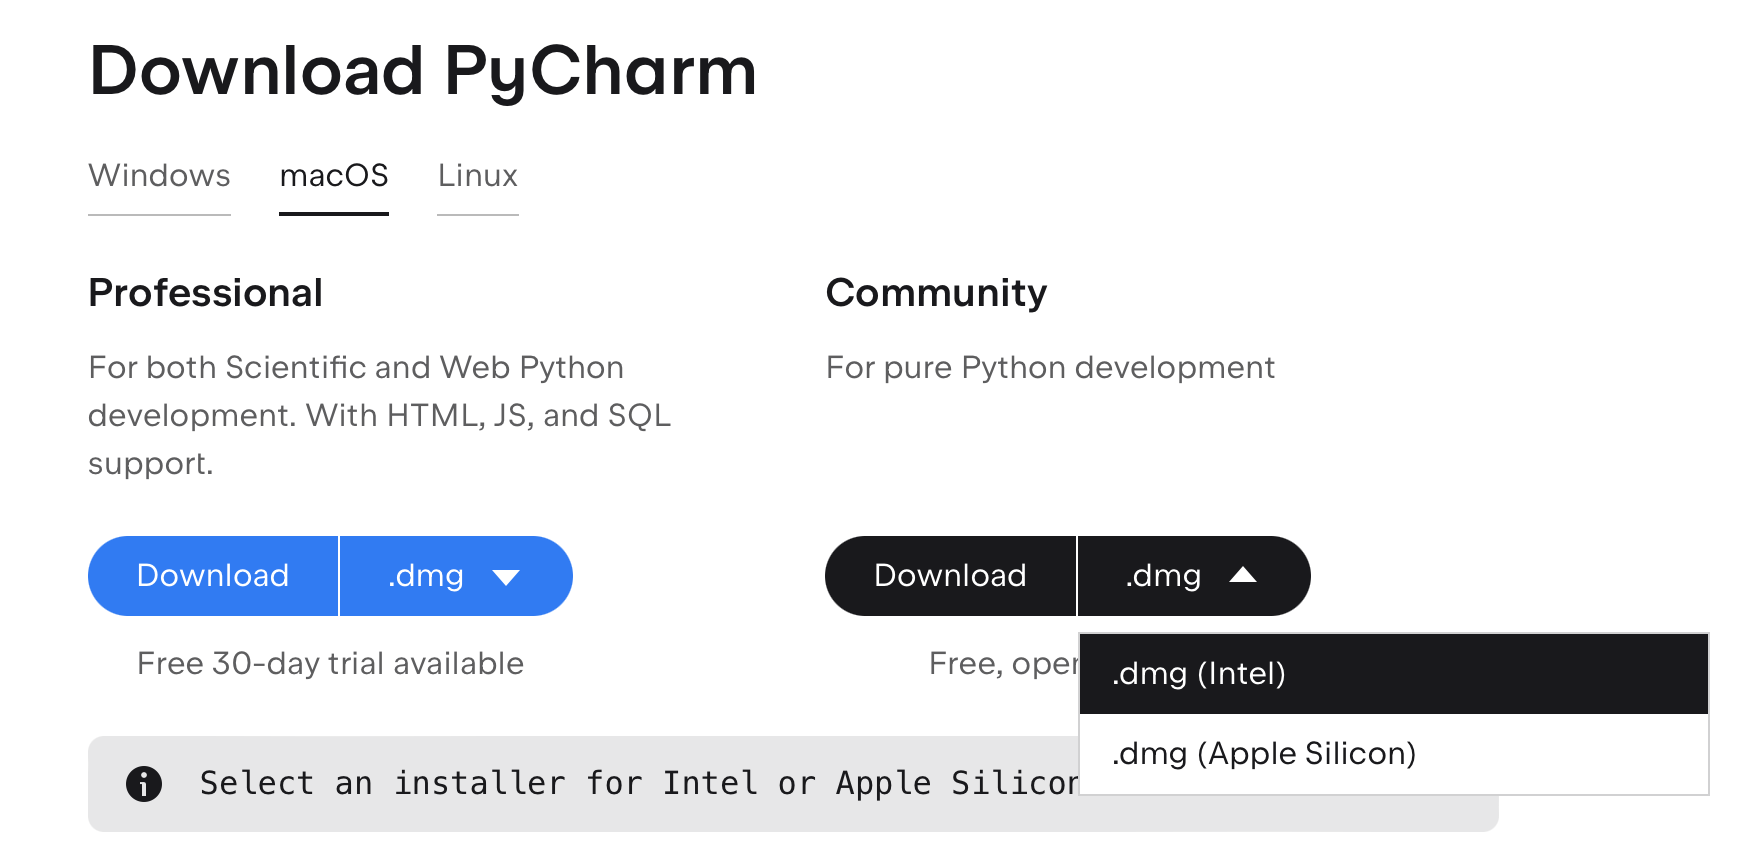 Download PyCharm
Windows
macOS
Linux
Professional
For both Scientific and Web Python
development. With HTML, JS, and SQL
support.
Download
.dmg
Free 30-day trial available
Community
For pure Python development
Download
.dmg
Free,
.dmg (Intel)
.dmg (Apple Silicon)
Select an installer for Intel or Apple Silicon